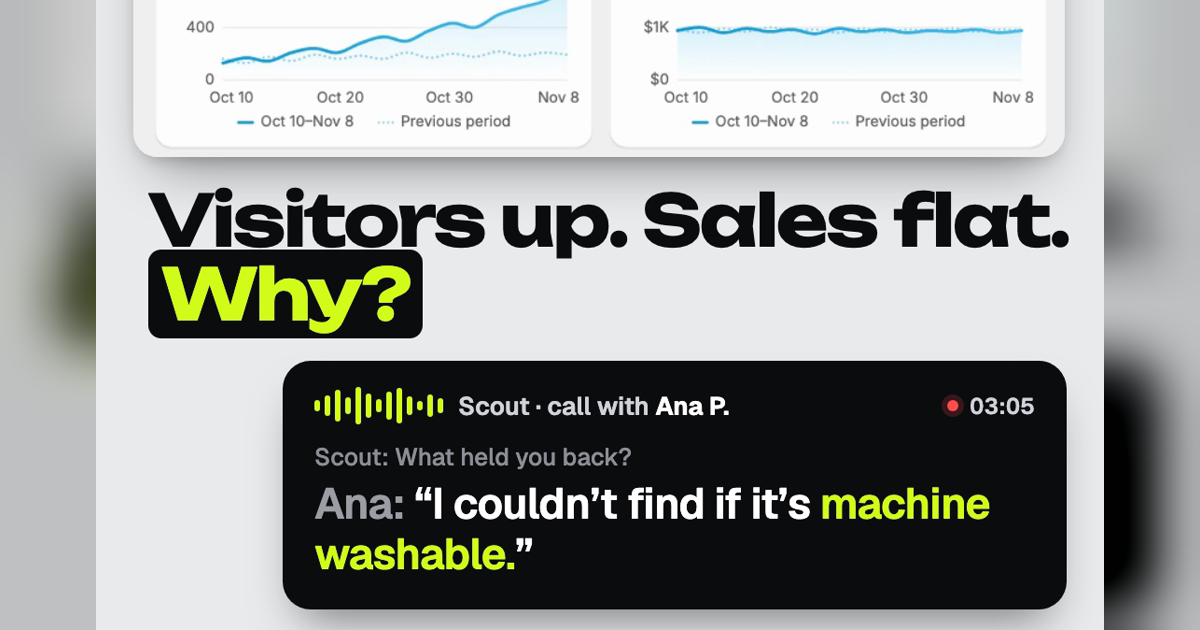 400
0
Oct 10 Oct 20 Oct 30 Nov 8
Oct 10–Nov 8 Previous period
$1K
$0
Oct 10 Oct 20 Oct 30 Nov 8
Oct 10–Nov 8 Previous period
Visitors up. Sales flat.
Why?
Scout · call with Ana P. 03:05
Scout: What held you back?
Ana: “I couldn’t find if it’s machine
washable.”